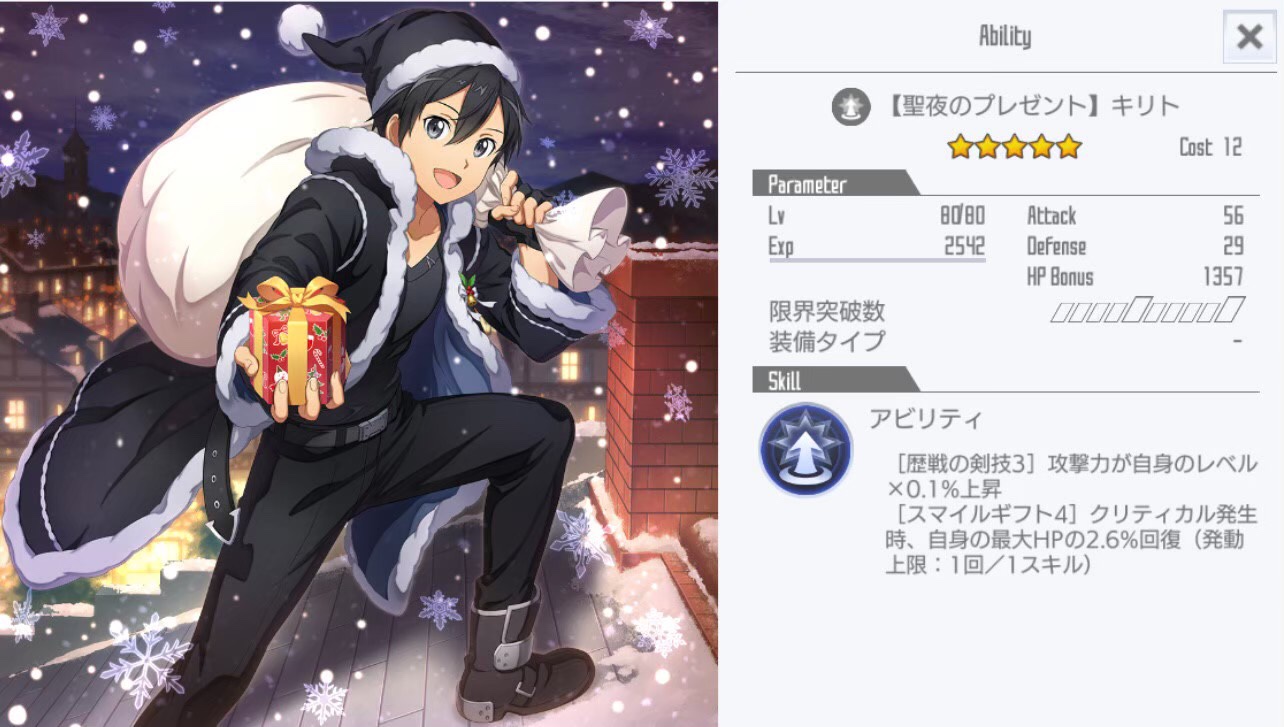 Ability
【聖夜のプレゼント】キリト
Cost 12
Parameter
Lv 80/80 Attack 56
Exp 2542 Defense 29
HP Bonus 1357
限界突破数
装備タイプ -
Skill
アビリティ
［歴戦の剣技3］攻撃力が自身のレベル
×0.1%上昇
［スマイルギフト4］クリティカル発生
時、自身の最大HPの2.6%回復（発動
上限：1回／1スキル）